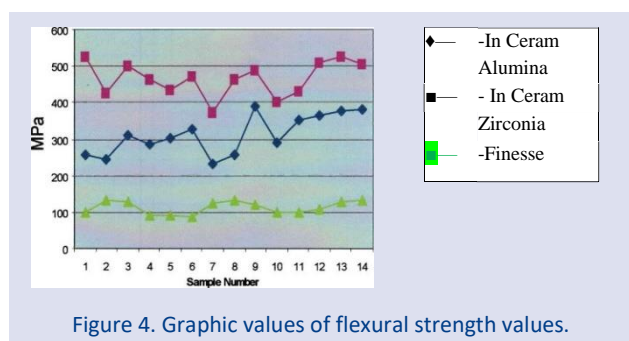 600
500
400
300
200
100
0
MPa
1 2 3 4 5 6 7 8 9 10 11 12 13 14
Sample Number
-In Ceram
Alumina
- In Ceram
Zirconia
-Finesse
Figure 4. Graphic values of flexural strength values.